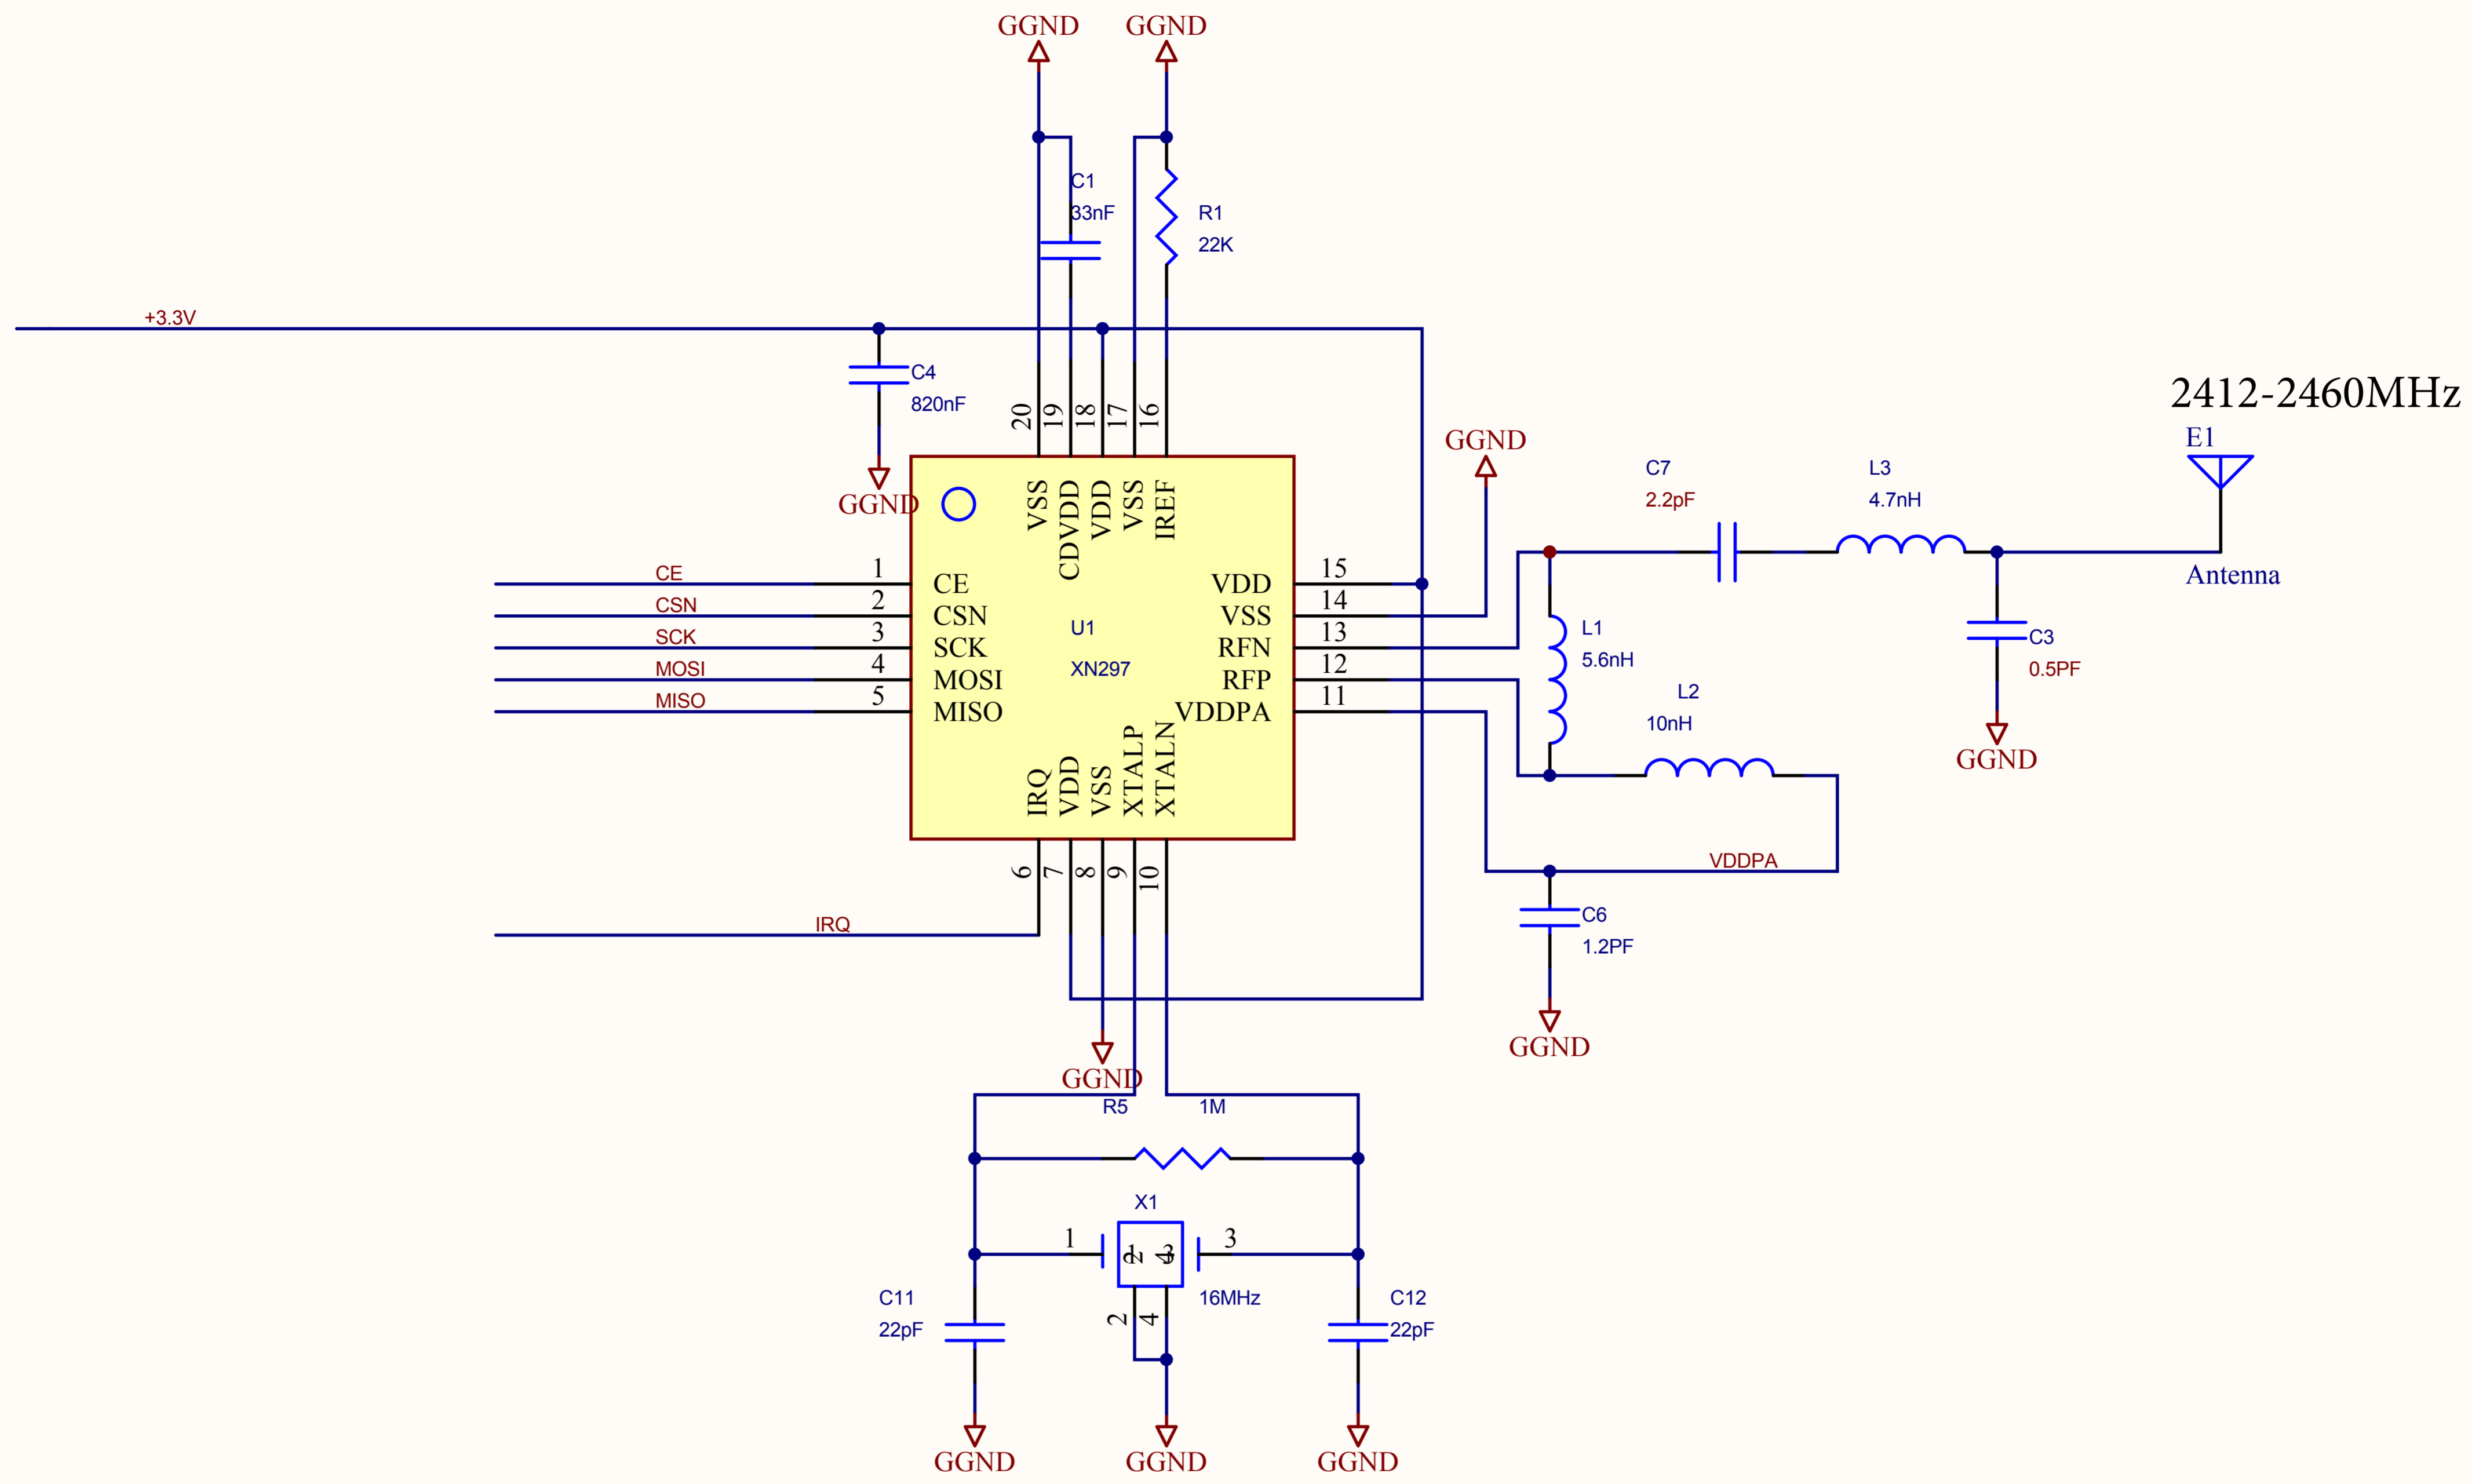 GGND
GGND
C1
33nF
R1
22K
+3.3V
C4
820nF
GGND
20
19
18
17
16
VSS
CDVDD
VDD
VSS
IREF
2412-2460MHz
E1
Antenna
GGND
C7
2.2pF
L3
4.7nH
CE
1
CE
CSN
2
CSN
SCK
3
SCK
MOSI
4
MOSI
MISO
5
MISO
U1
XN297
VDD
15
VSS
14
RFN
13
RFP
12
VDDPA
11
L1
5.6nH
L2
10nH
C3
0.5PF
GGND
IRQ
VDD
VSS
XTALP
XTALN
6
7
8
9
10
IRQ
VDDPA
C6
1.2PF
GGND
GGND
R5
1M
X1
1
1
2
4
3
3
16MHz
2
4
C11
22pF
C12
22pF
GGND
GGND
GGND